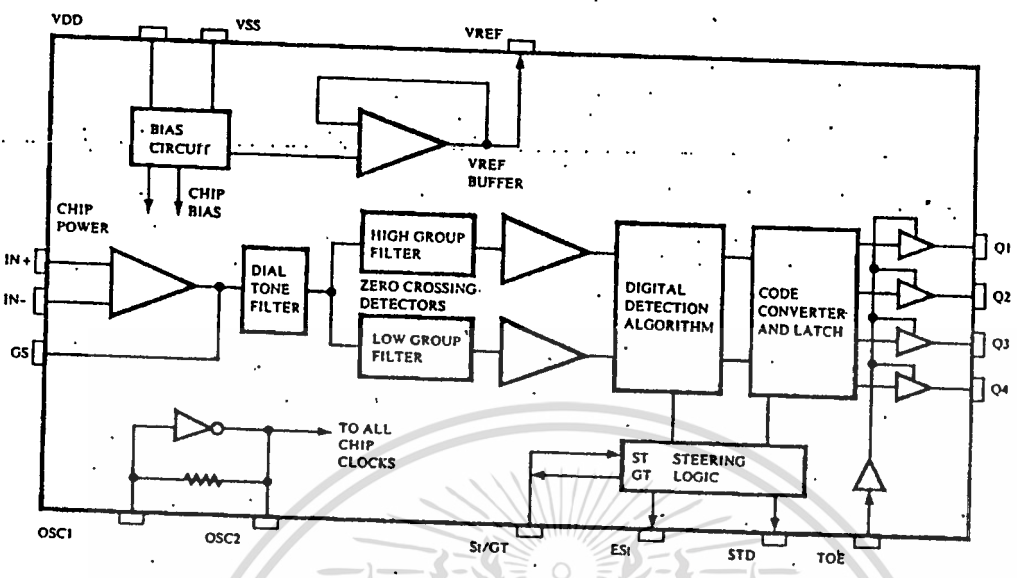 VDD
VSS
VREF
BIAS
CIRCUIT
VREF
BUFFER
CHIP
BIAS
CHIP
POWER
IN+
IN-
GS
DIAL
TONE
FILTER
HIGH GROUP
FILTER
ZERO CROSSING
DETECTORS
LOW GROUP
FILTER
DIGITAL
DETECTION
ALGORITHM
CODE
CONVERTER
AND LATCH
Q1
Q2
Q3
Q4
TO ALL
CHIP
CLOCKS
ST STEERING
GT LOGIC
OSC1
OSC2
St/GT
ESt
STD
TOE